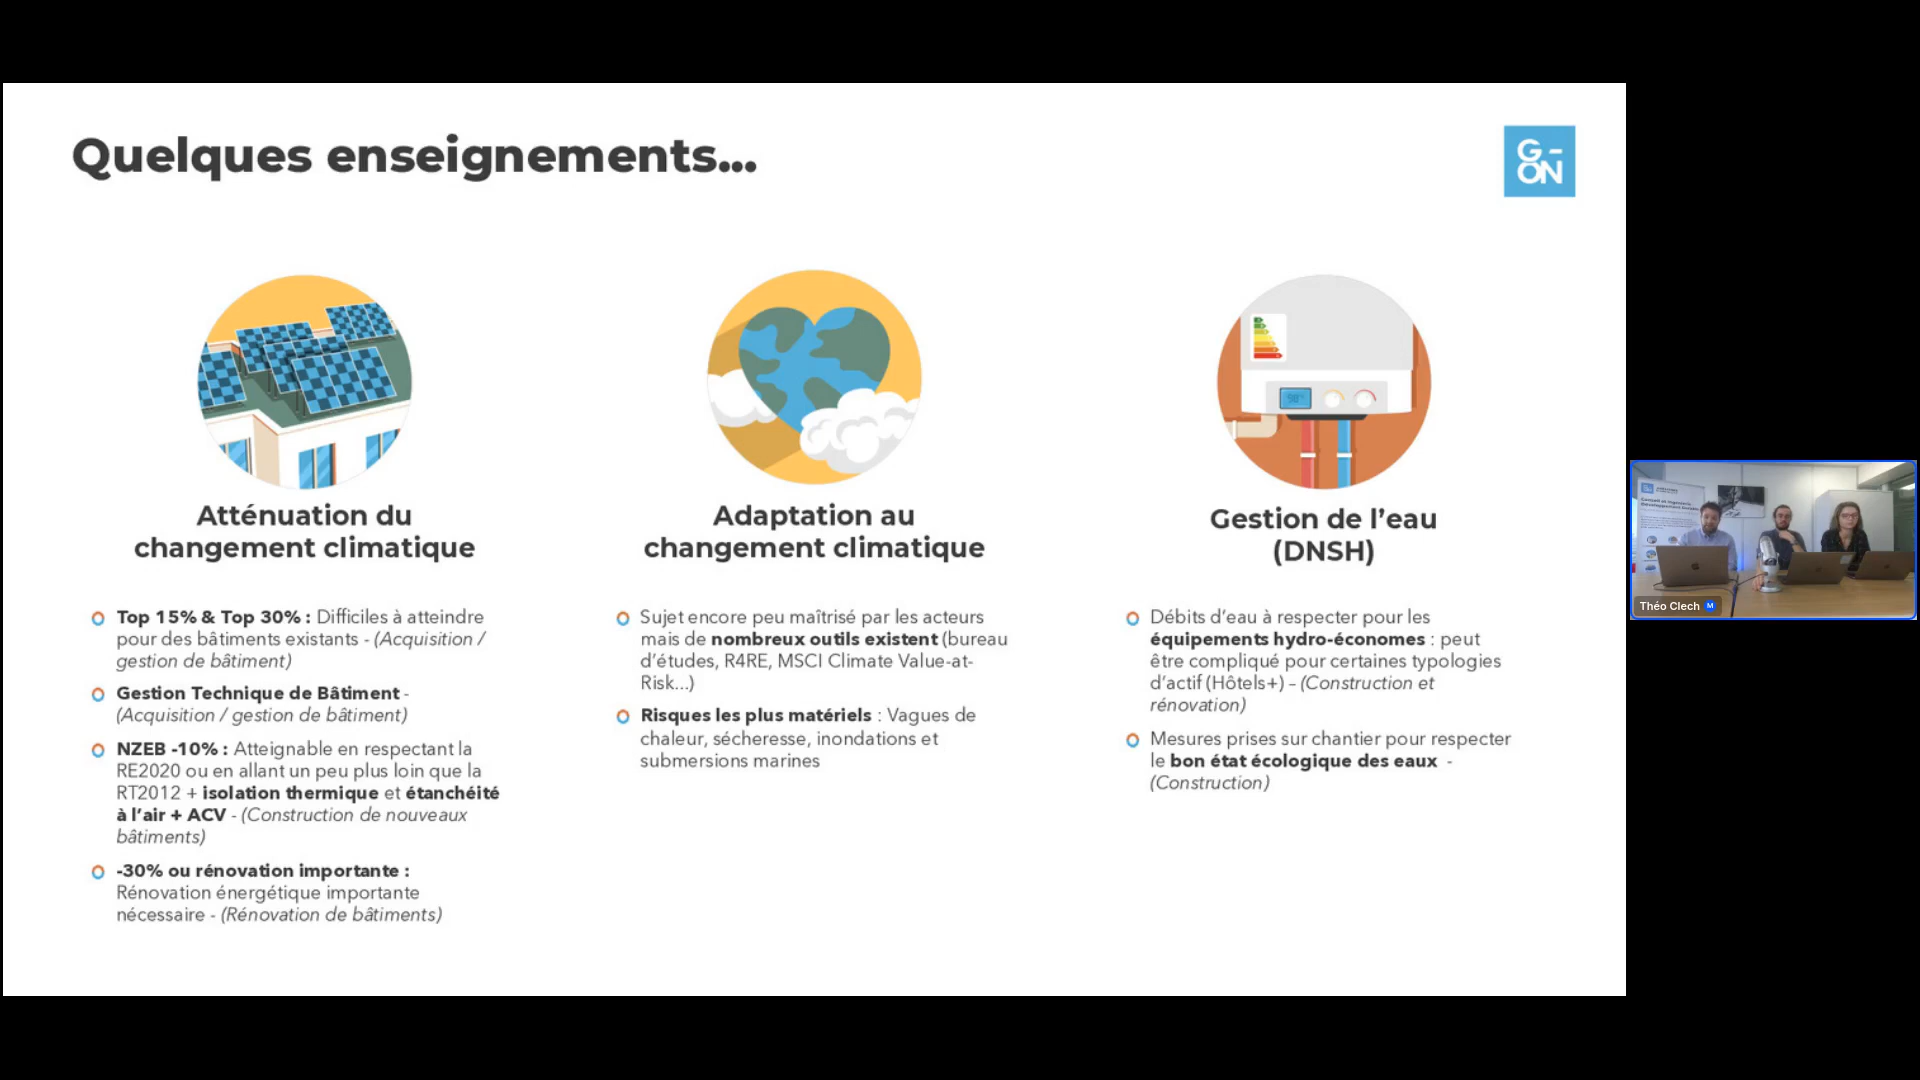 Quelques enseignements...
G-
ON
Atténuation du
changement climatique
Top 15% & Top 30% : Difficiles à atteindre
pour des bâtiments existants - (Acquisition /
gestion de bâtiment)
Gestion Technique de Bâtiment -
(Acquisition / gestion de bâtiment)
NZEB -10% : Atteignable en respectant la
RE2020 ou en allant un peu plus loin que la
RT2012 + isolation thermique et étanchéité
à l'air + ACV - (Construction de nouveaux
bâtiments)
-30% ou rénovation importante :
Rénovation énergétique importante
nécessaire - (Rénovation de bâtiments)
Adaptation au
changement climatique
Sujet encore peu maîtrisé par les acteurs
mais de nombreux outils existent (bureau
d'études, R4RE, MSCI Climate Value-at-
Risk...)
Risques les plus matériels : Vagues de
chaleur, sécheresse, inondations et
submersions marines
Gestion de l'eau
(DNSH)
Débits d'eau à respecter pour les
équipements hydro-économes : peut
être compliqué pour certaines typologies
d'actif (Hôtels+) – (Construction et
rénovation)
Mesures prises sur chantier pour respecter
le bon état écologique des eaux -
(Construction)
Théo Clech M